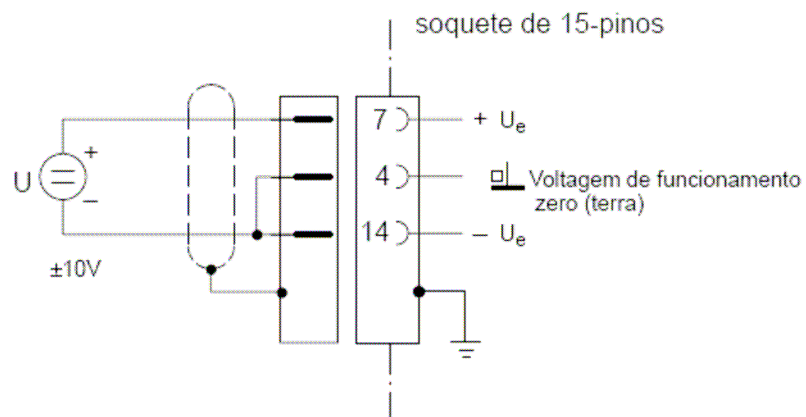 soquete de 15-pinos
7 + Ue
+
U
4 Voltagem de funcionamento
zero (terra)
−
14 − Ue
±10V